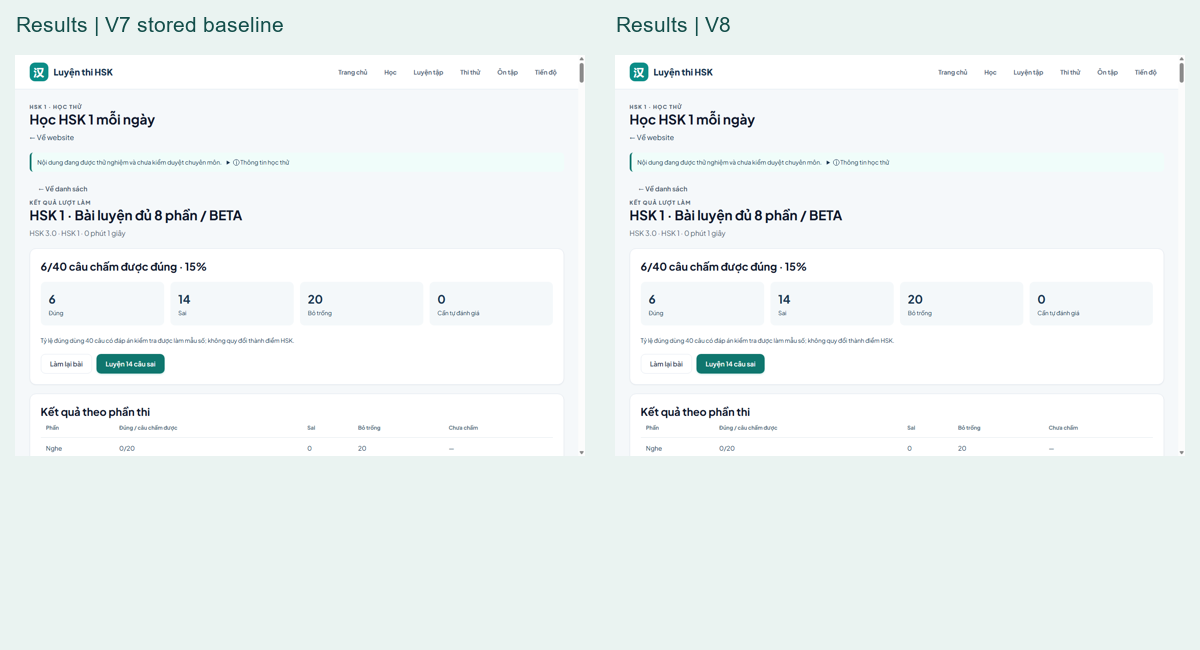 Results | V7 stored baseline
汉 Luyện thi HSK
Trang chủ Học Luyện tập Thi thử Ôn tập Tiến độ
HSK 1 · HỌC THỬ
Học HSK 1 mỗi ngày
← Về website
Nội dung đang được thử nghiệm và chưa kiểm duyệt chuyên môn. ▶ ⓘ Thông tin học thử
← Về danh sách
KẾT QUẢ LƯỢT LÀM
HSK 1 · Bài luyện đủ 8 phần / BETA
HSK 3.0 · HSK 1 · 0 phút 1 giây
6/40 câu chấm được đúng · 15%
6 14 20 0
Đúng Sai Bỏ trống Cần tự đánh giá
Tỷ lệ đúng dùng 40 câu có đáp án kiểm tra được làm mẫu số; không quy đổi thành điểm HSK.
Làm lại bài Luyện 14 câu sai
Kết quả theo phần thi
Phần Đúng / câu chấm được Sai Bỏ trống Chưa chấm
Nghe 0/20 0 20 —
Results | V8
汉 Luyện thi HSK
Trang chủ Học Luyện tập Thi thử Ôn tập Tiến độ
HSK 1 · HỌC THỬ
Học HSK 1 mỗi ngày
← Về website
Nội dung đang được thử nghiệm và chưa kiểm duyệt chuyên môn. ▶ ⓘ Thông tin học thử
← Về danh sách
KẾT QUẢ LƯỢT LÀM
HSK 1 · Bài luyện đủ 8 phần / BETA
HSK 3.0 · HSK 1 · 0 phút 1 giây
6/40 câu chấm được đúng · 15%
6 14 20 0
Đúng Sai Bỏ trống Cần tự đánh giá
Tỷ lệ đúng dùng 40 câu có đáp án kiểm tra được làm mẫu số; không quy đổi thành điểm HSK.
Làm lại bài Luyện 14 câu sai
Kết quả theo phần thi
Phần Đúng / câu chấm được Sai Bỏ trống Chưa chấm
Nghe 0/20 0 20 —